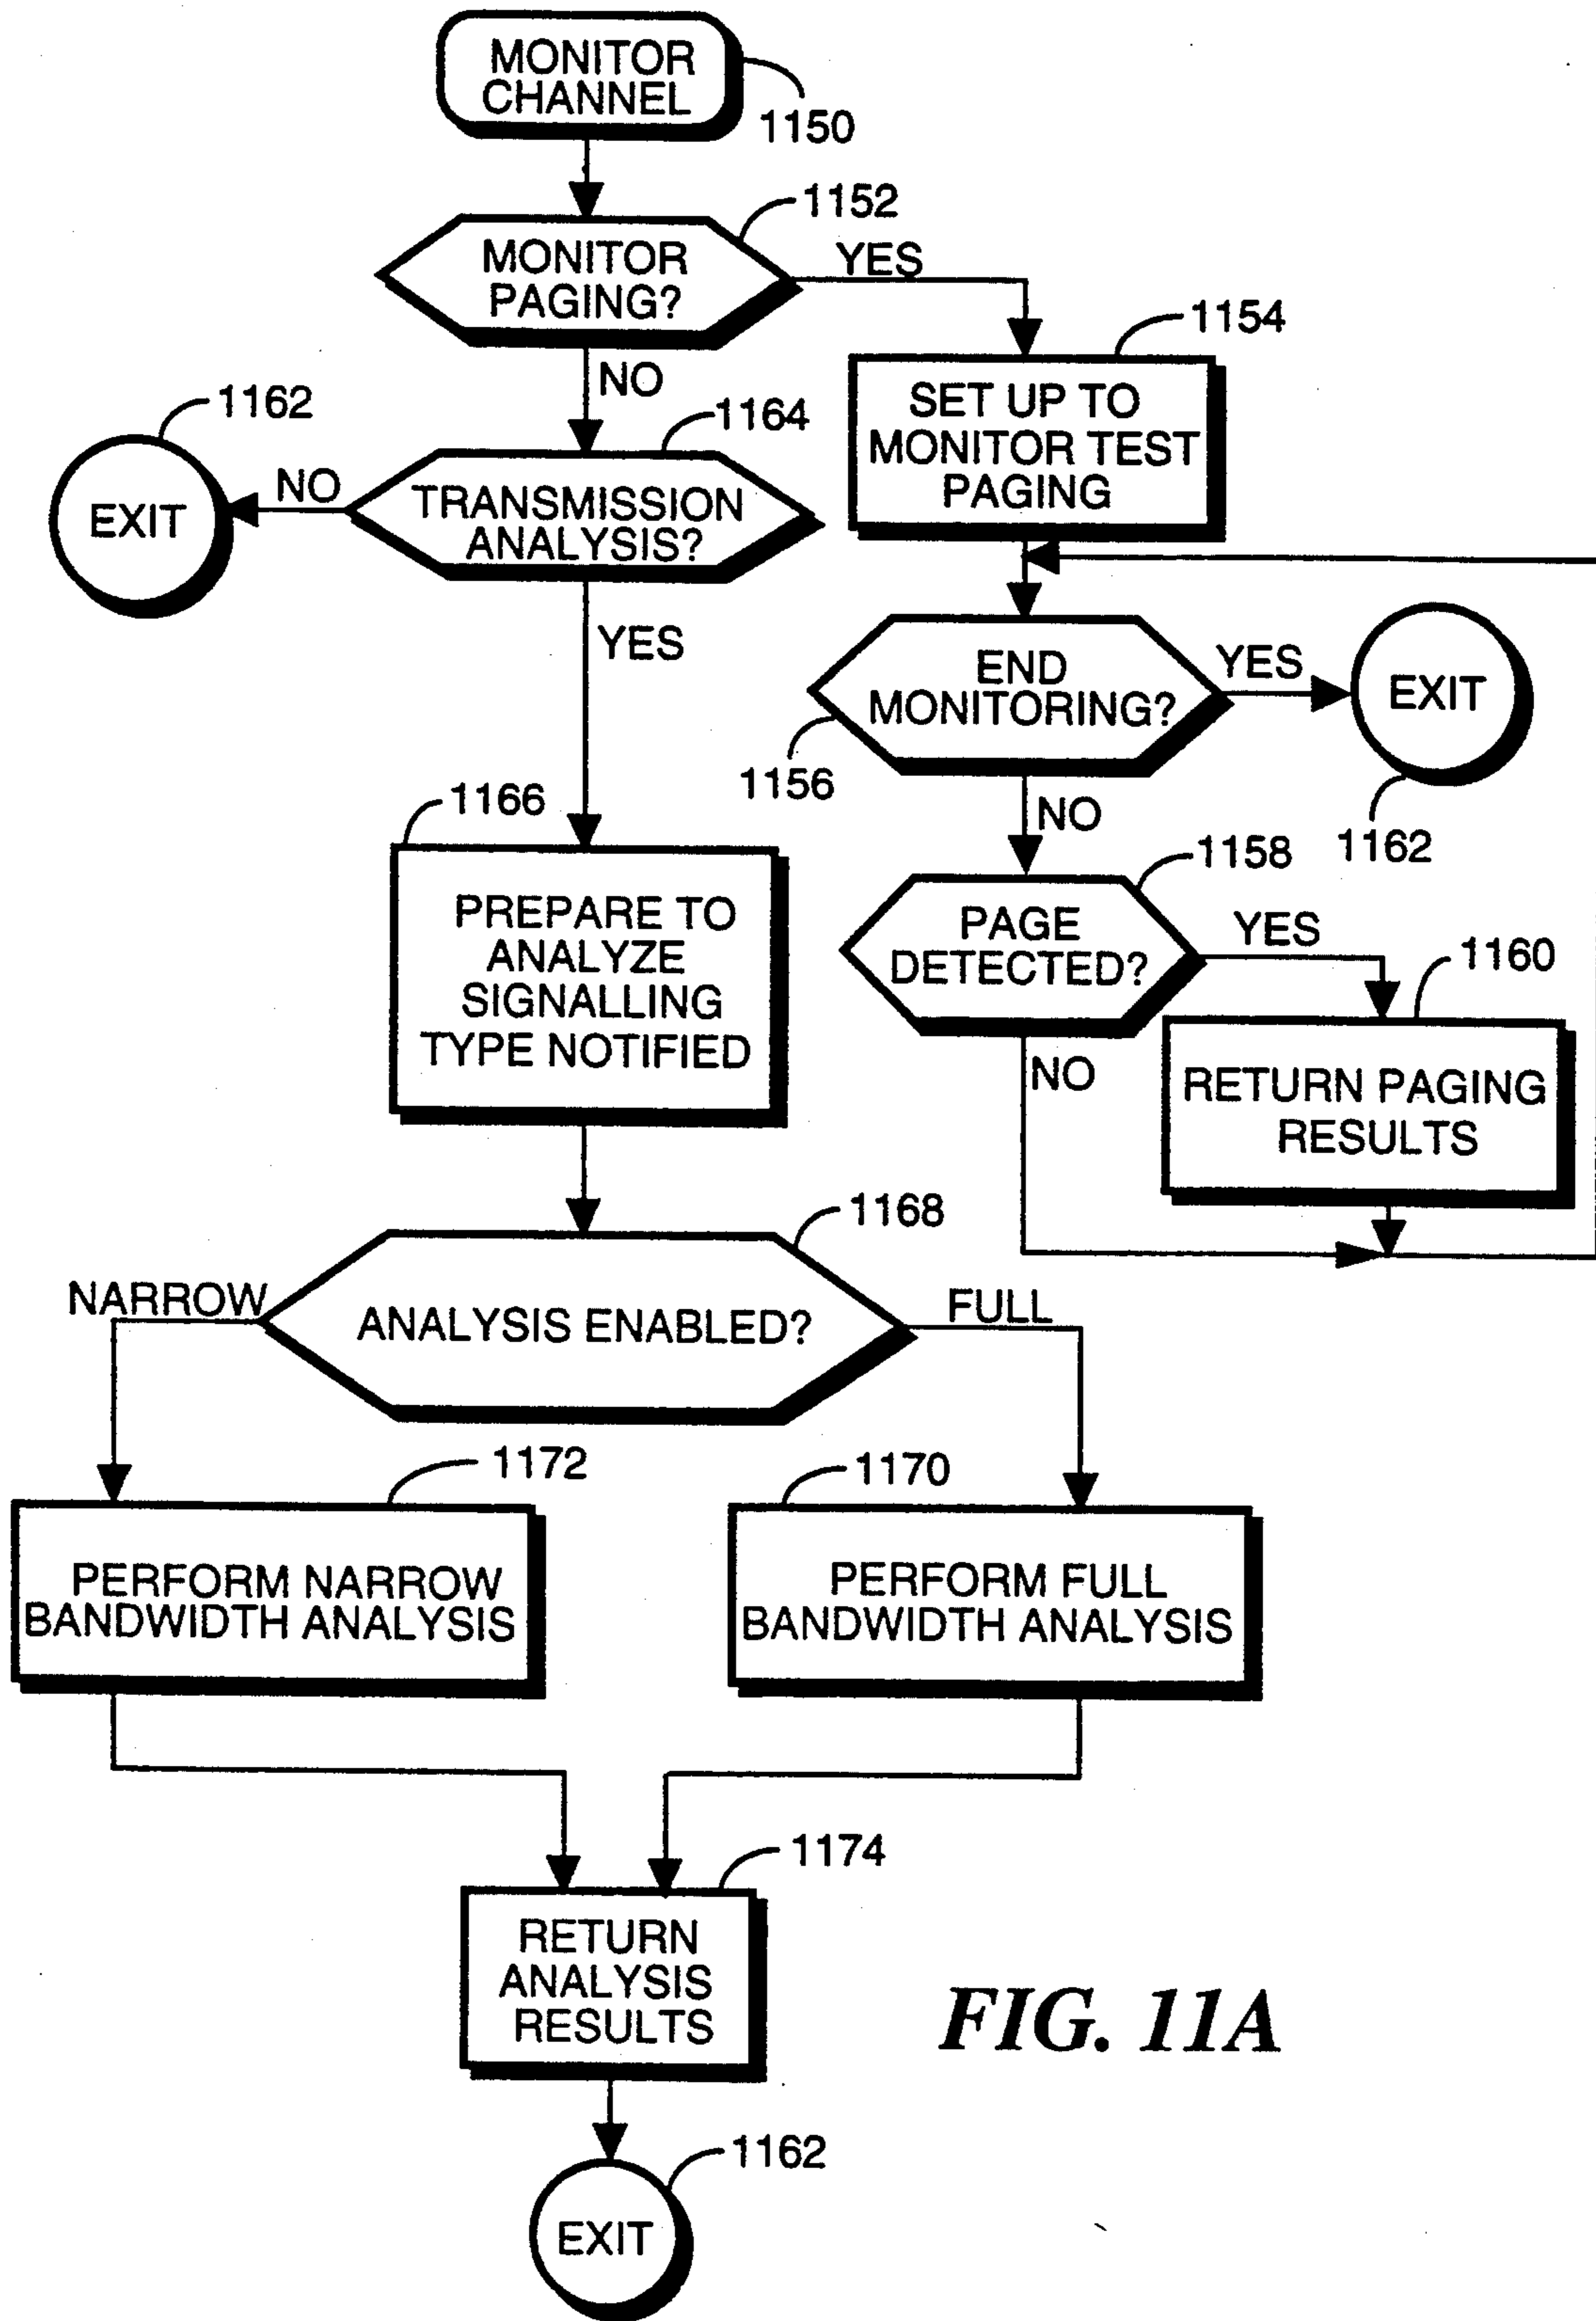 MONITOR
CHANNEL
1150
1152
MONITOR
PAGING?
YES
1154
NO
1162
1164
SET UP TO
MONITOR TEST
PAGING
EXIT
NO
TRANSMISSION
ANALYSIS?
YES
END
MONITORING?
YES
EXIT
1156
1162
NO
1166
1158
PREPARE TO
ANALYZE
SIGNALLING
TYPE NOTIFIED
PAGE
DETECTED?
YES
1160
NO
RETURN PAGING
RESULTS
1168
NARROW
ANALYSIS ENABLED?
FULL
1172
1170
PERFORM NARROW
BANDWIDTH ANALYSIS
PERFORM FULL
BANDWIDTH ANALYSIS
1174
RETURN
ANALYSIS
RESULTS
FIG. 11A
1162
EXIT